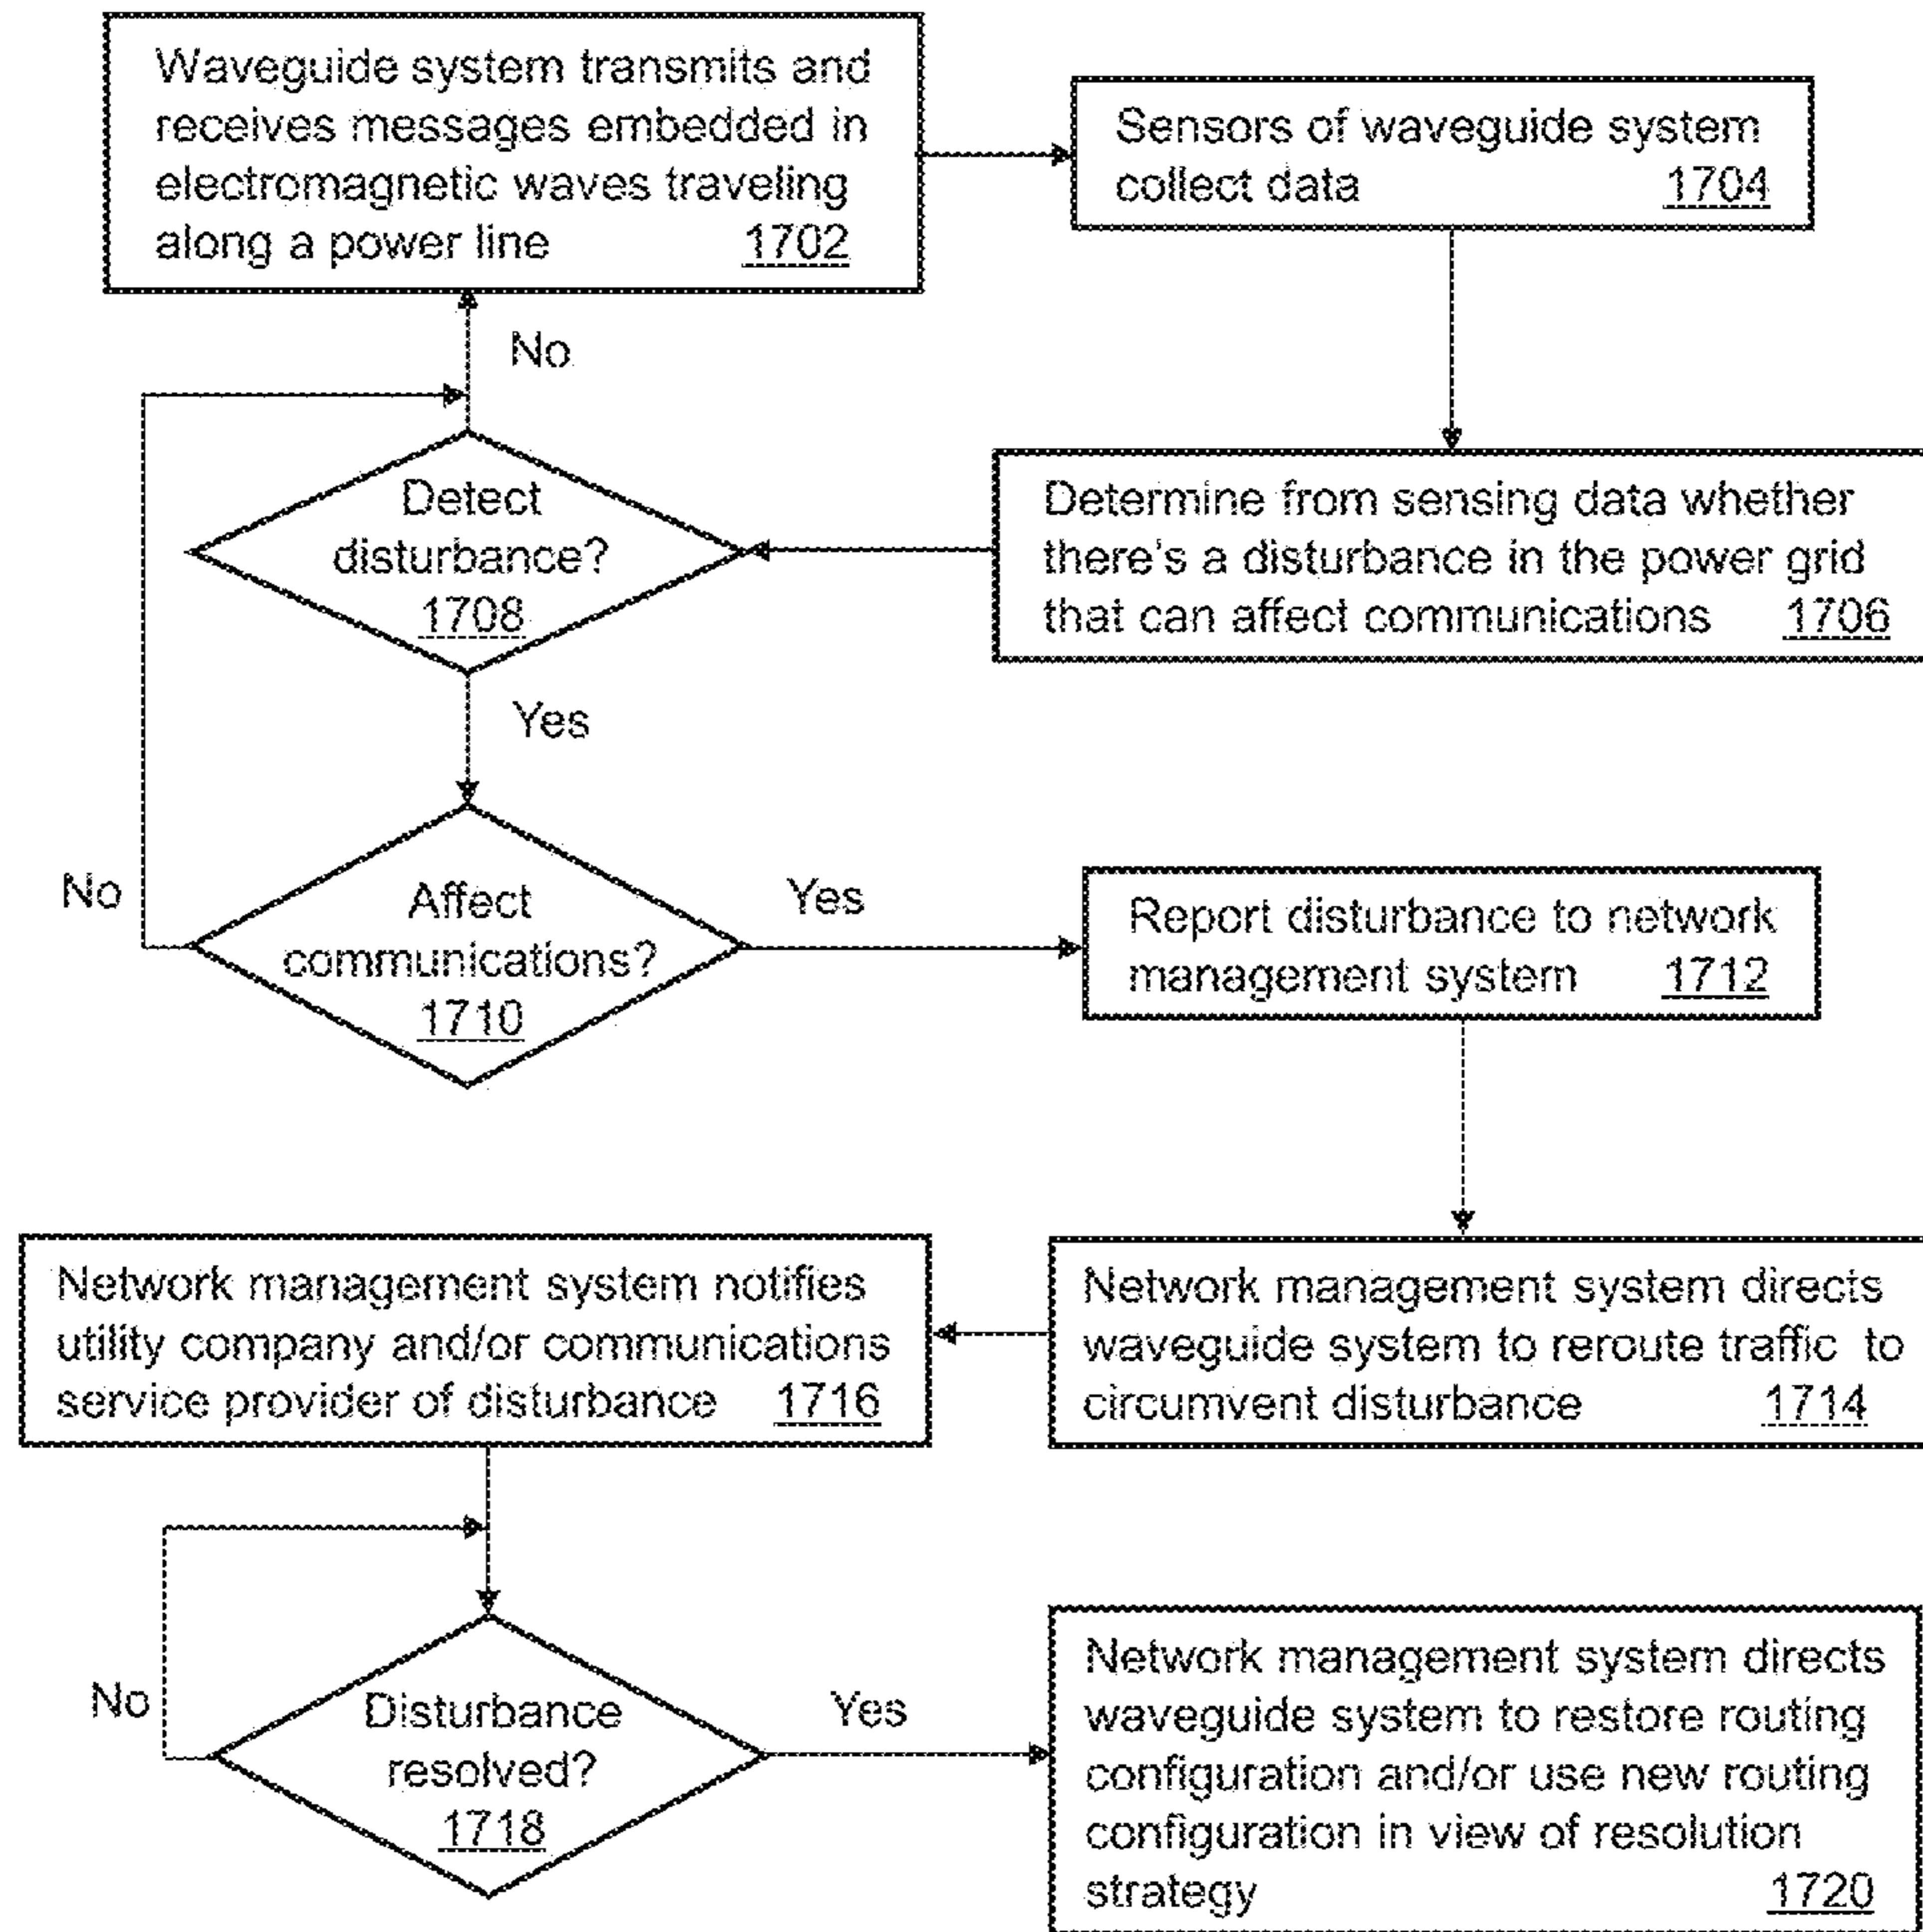 Waveguide system transmits and
receives messages embedded in
electromagnetic waves traveling
along a power line 1702
Sensors of waveguide system
collect data 1704
Determine from sensing data whether
there's a disturbance in the power grid
that can affect communications 1706
No
Detect
disturbance?
1708
Yes
Affect
communications?
1710
No
Yes
Report disturbance to network
management system 1712
Network management system directs
waveguide system to reroute traffic to
circumvent disturbance 1714
Network management system notifies
utility company and/or communications
service provider of disturbance 1716
Disturbance
resolved?
1718
No
Yes
Network management system directs
waveguide system to restore routing
configuration and/or use new routing
configuration in view of resolution
strategy 1720